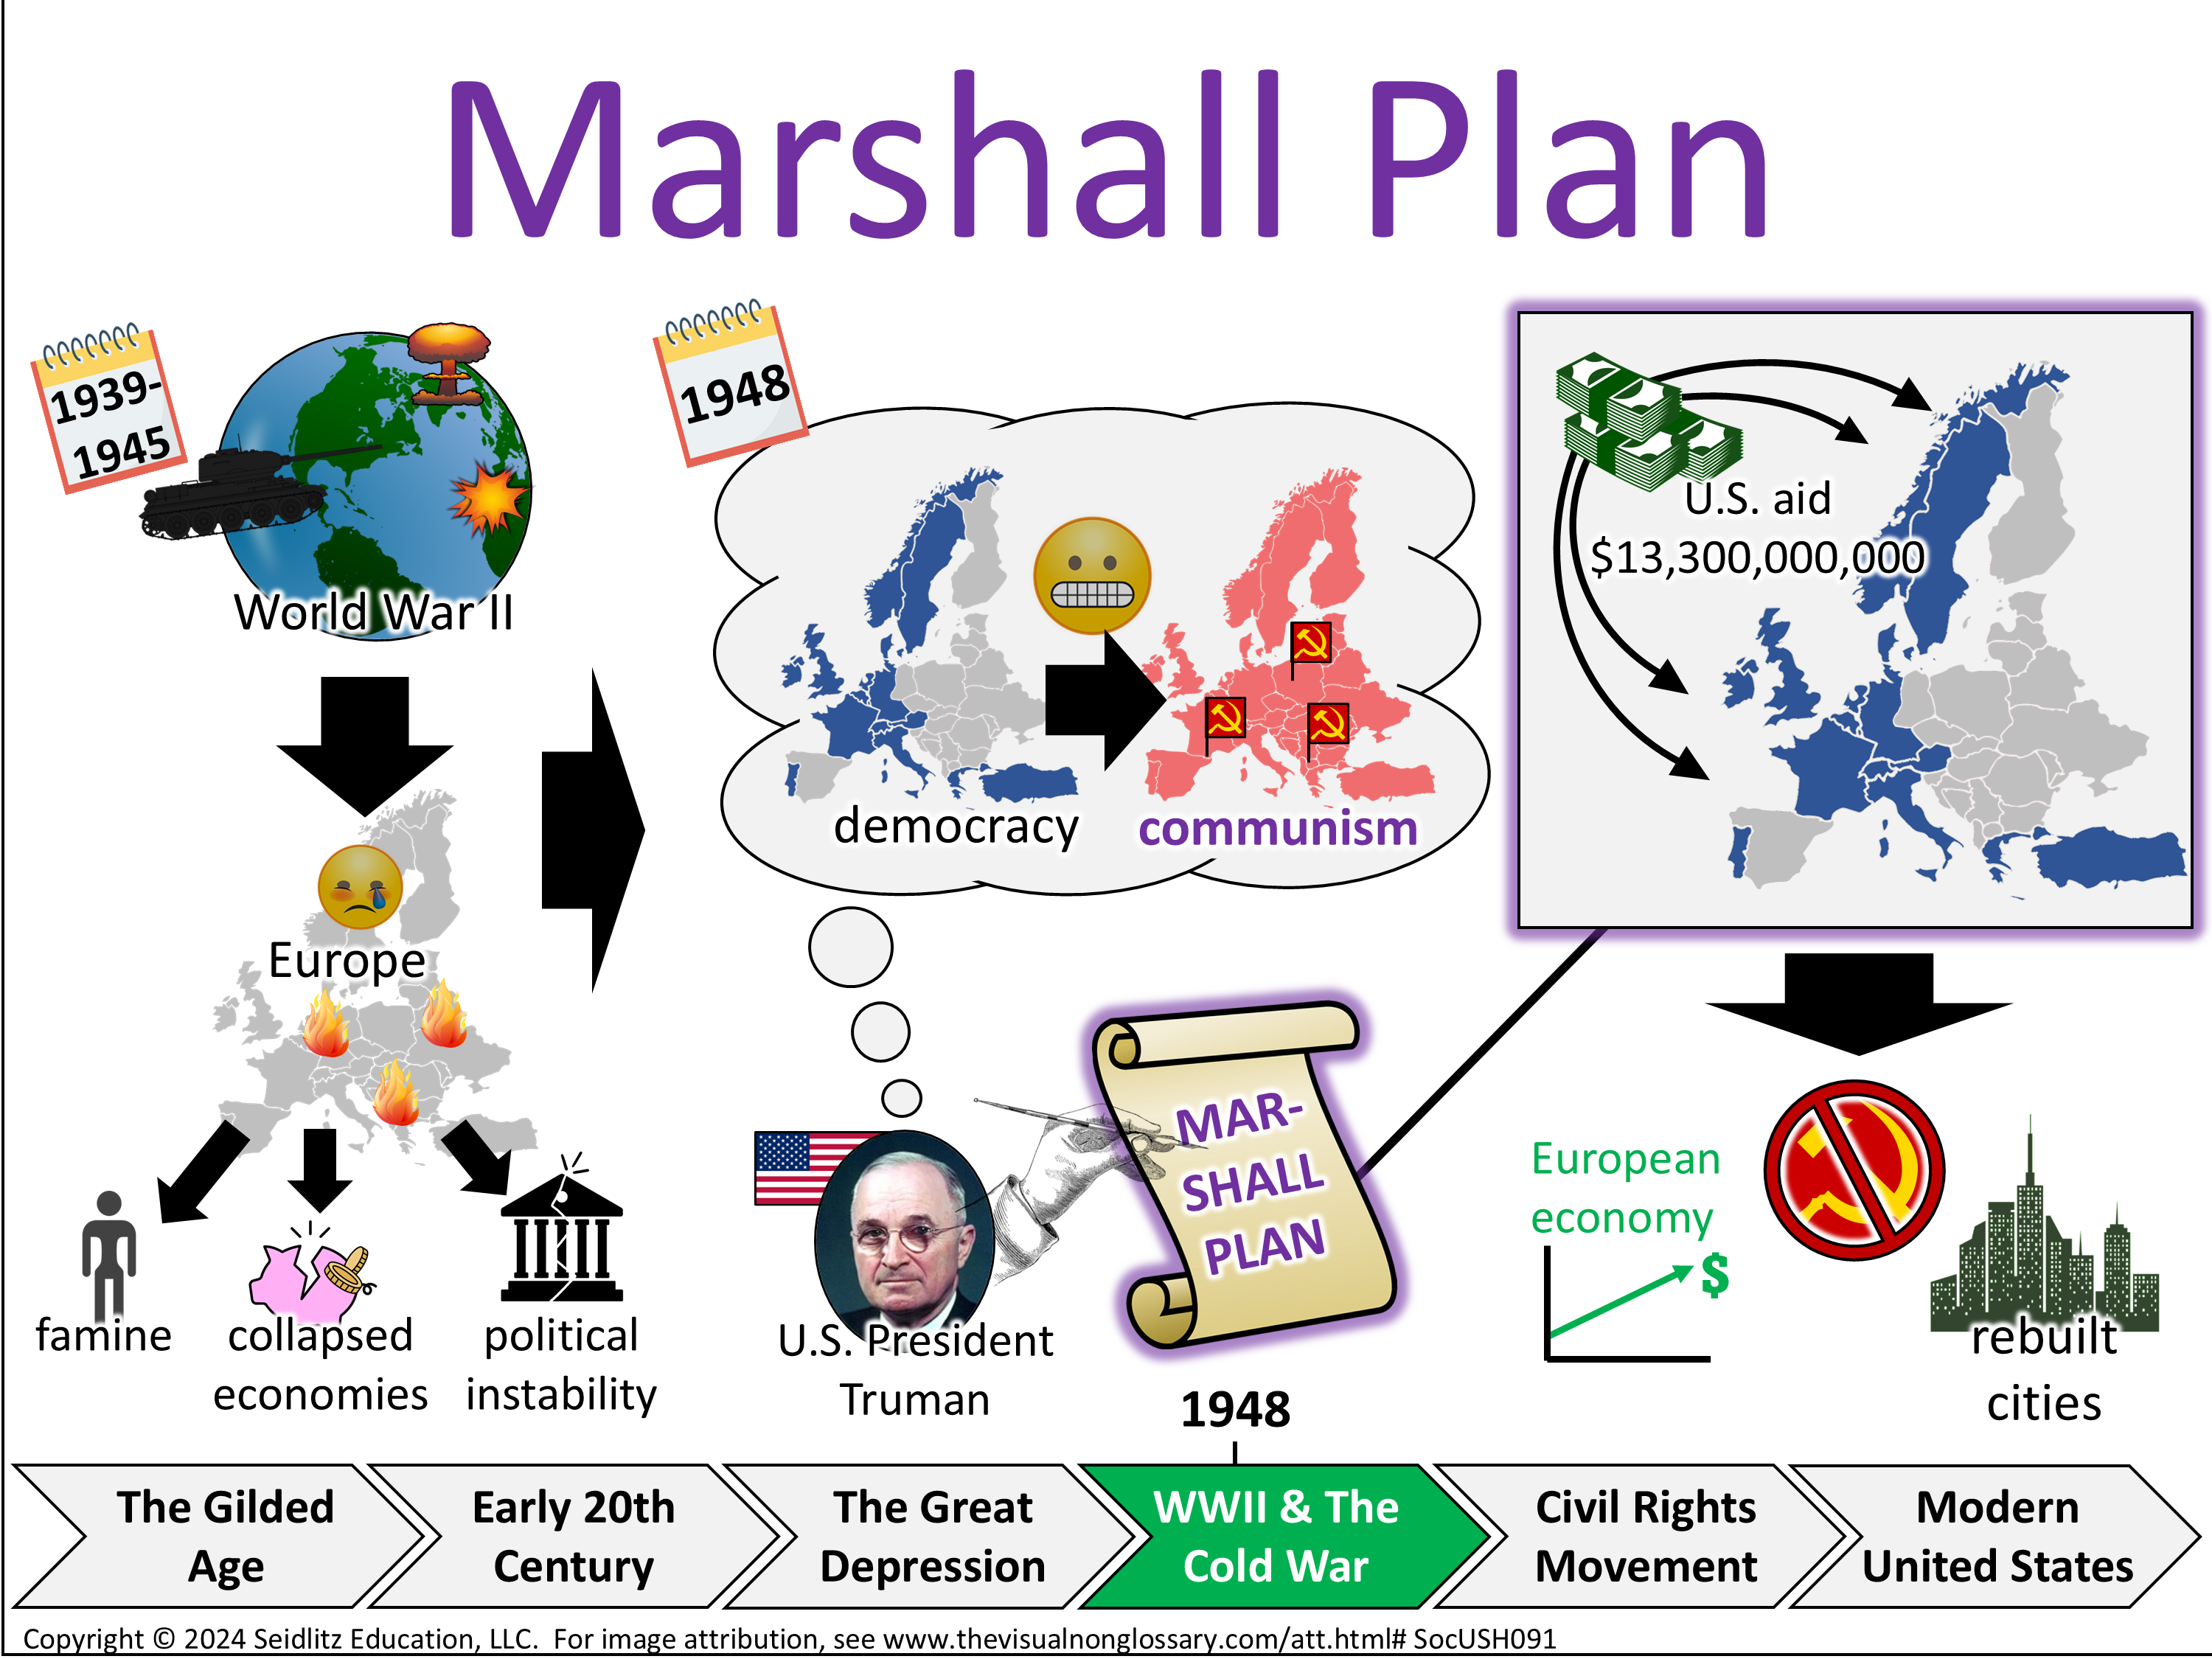 Marshall Plan
1939-
1945
World War II
Europe
famine
collapsed
economies
political
instability
1948
democracy
communism
U.S. President
Truman
MAR-
SHALL
PLAN
U.S. aid
$13,300,000,000
European
economy
$
rebuilt
cities
1948
The Gilded
Age
Early 20th
Century
The Great
Depression
WWII & The
Cold War
Civil Rights
Movement
Modern
United States
Copyright © 2024 Seidlitz Education, LLC.  For image attribution, see www.thevisualnonglossary.com/att.html# SocUSH091